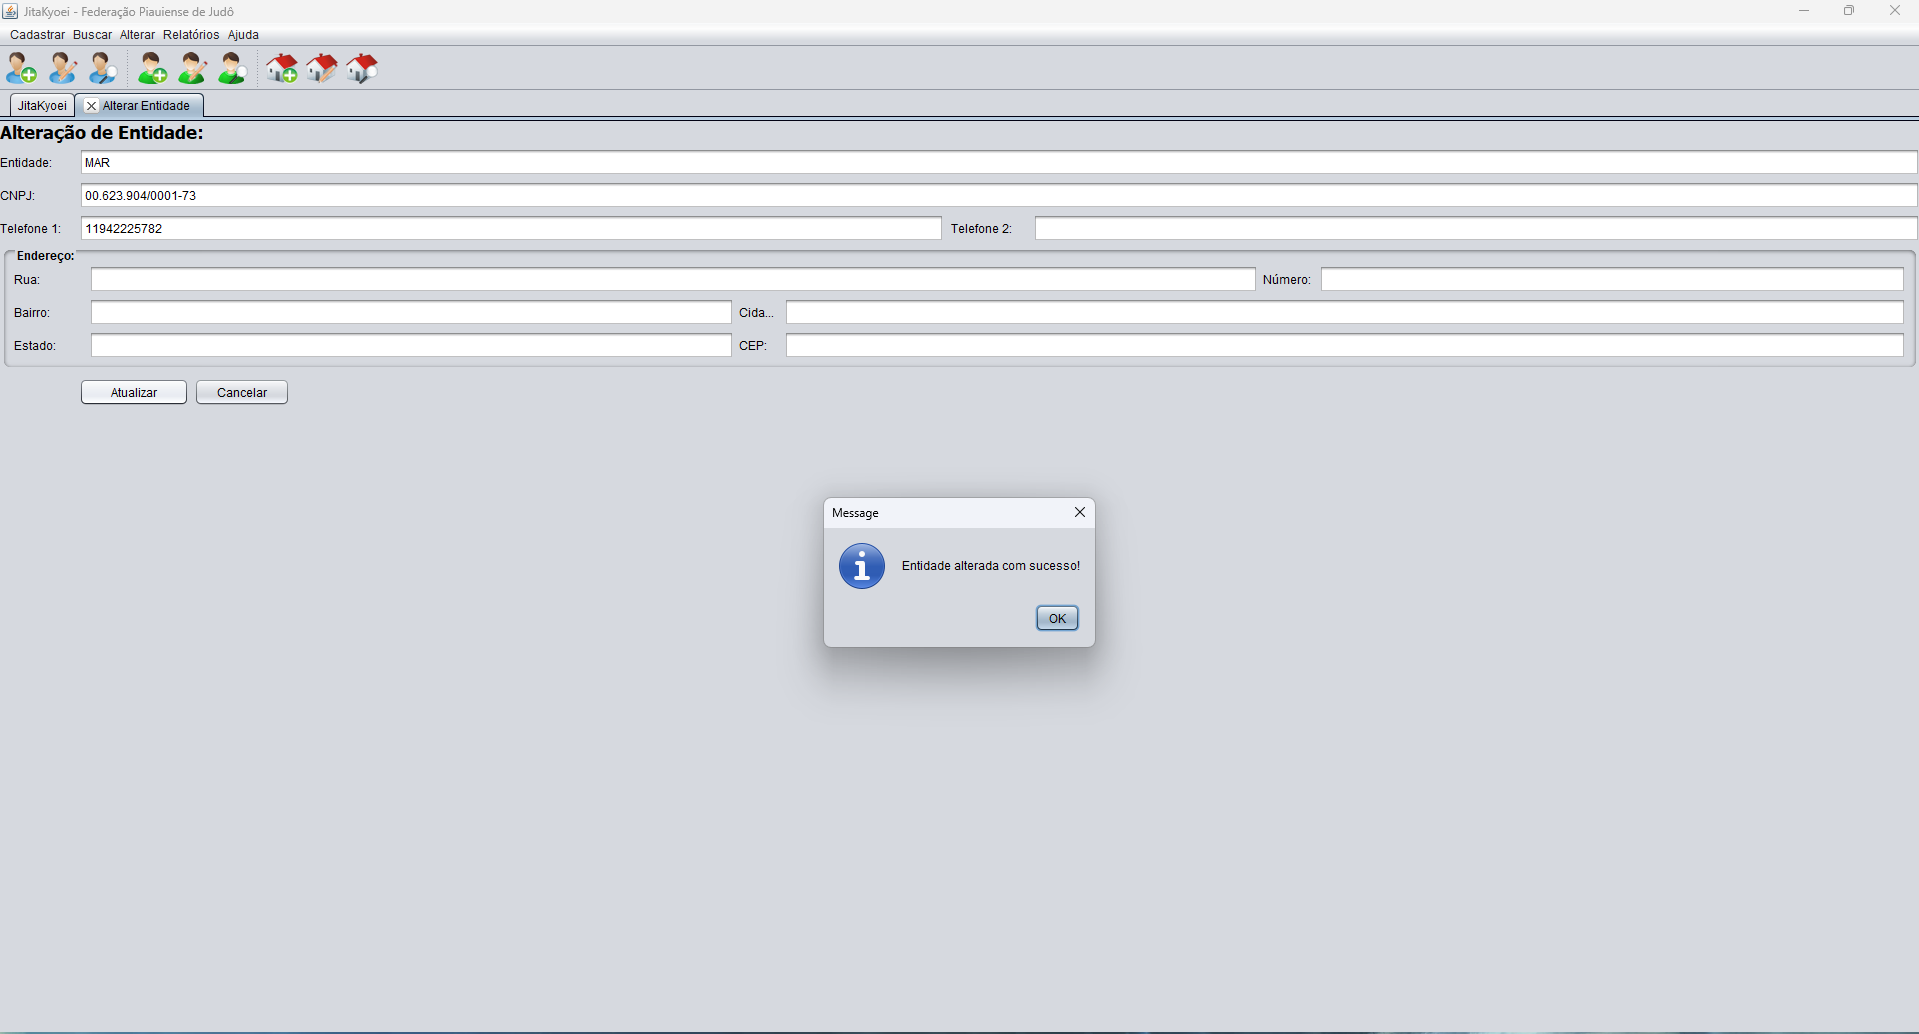 JitaKyoei - Federação Piauiense de Judô
Cadastrar Buscar Alterar Relatórios Ajuda
JitaKyoei Alterar Entidade
Alteração de Entidade:
Entidade: MAR
CNPJ: 00.623.904/0001-73
Telefone 1: 11942225782 Telefone 2:
Endereço:
Rua: Número:
Bairro: Cida...
Estado: CEP:
Atualizar Cancelar
Message
Entidade alterada com sucesso!
OK